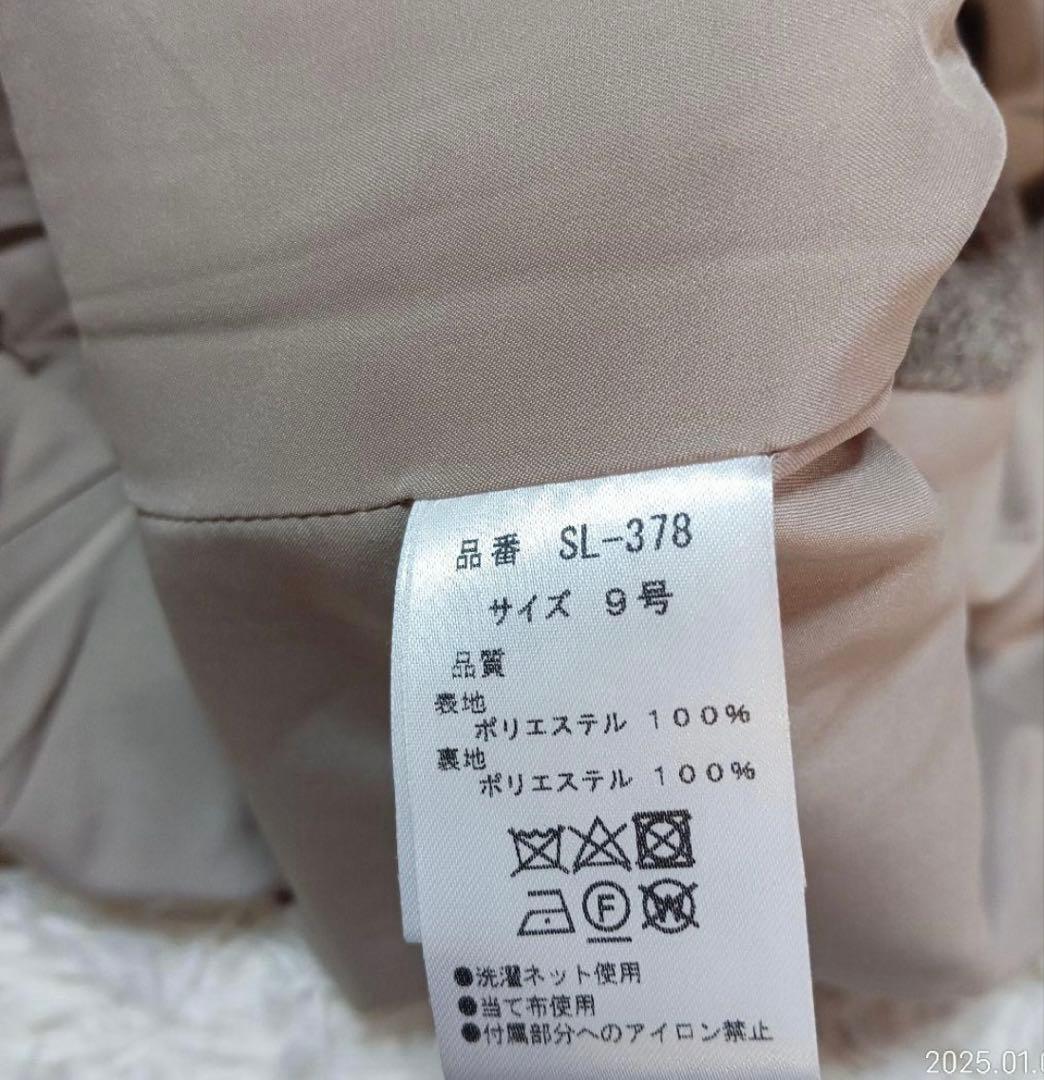 品番 SL-378
サイズ 9号
品質
表地
ポリエステル 100%
裏地
ポリエステル 100%
F W
●洗濯ネット使用
●当て布使用
●付属部分へのアイロン禁止
2025.01.0